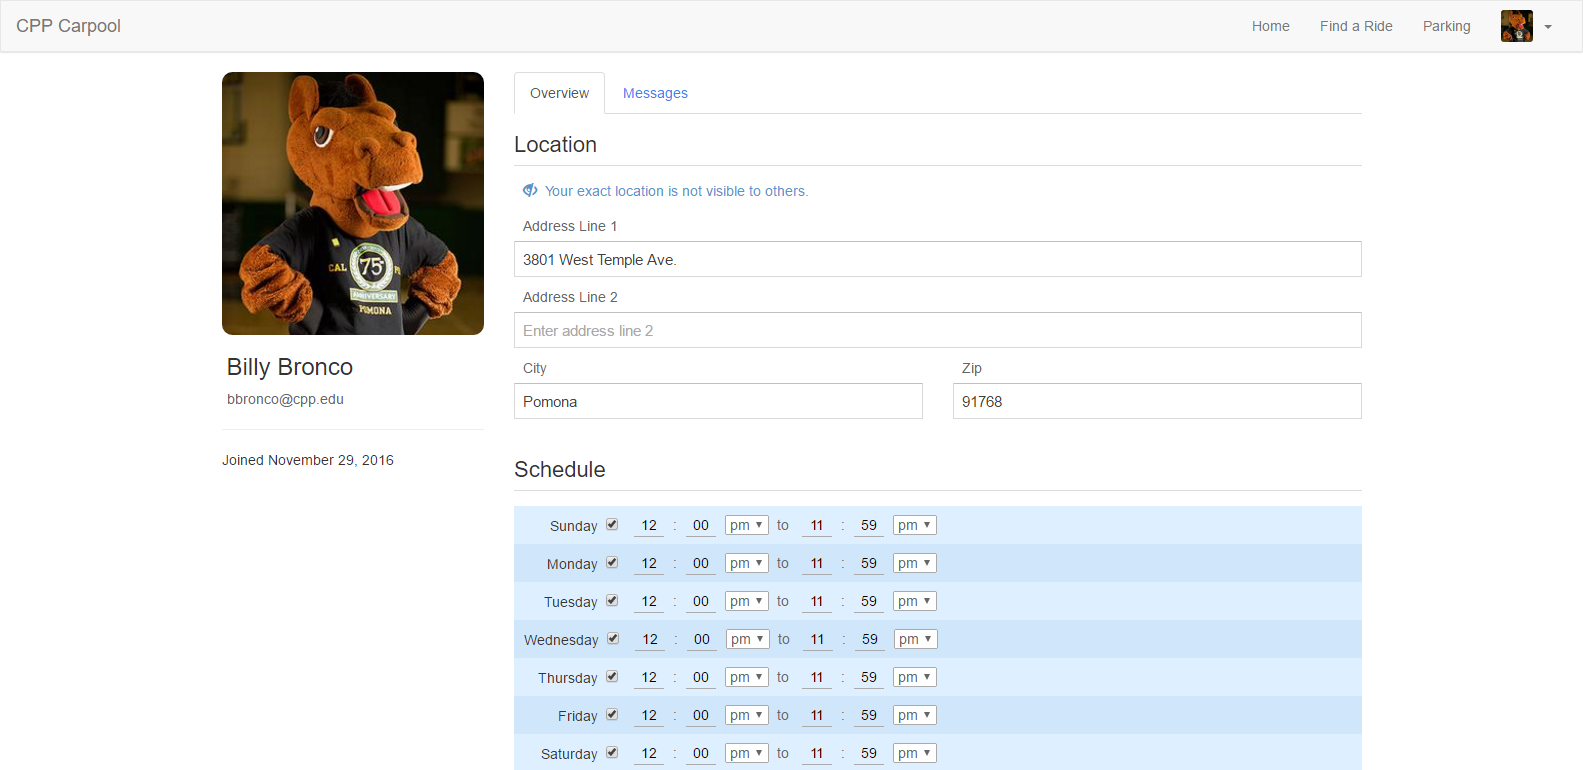 CPP Carpool Home Find a Ride Parking
CAL PO
75
ANNIVERSARY
POMONA
Billy Bronco
bbronco@cpp.edu
Joined November 29, 2016
Overview Messages
Location
Your exact location is not visible to others.
Address Line 1
3801 West Temple Ave.
Address Line 2
Enter address line 2
City Zip
Pomona 91768
Schedule
Sunday 12 : 00 pm to 11 : 59 pm
Monday 12 : 00 pm to 11 : 59 pm
Tuesday 12 : 00 pm to 11 : 59 pm
Wednesday 12 : 00 pm to 11 : 59 pm
Thursday 12 : 00 pm to 11 : 59 pm
Friday 12 : 00 pm to 11 : 59 pm
Saturday 12 : 00 pm to 11 : 59 pm